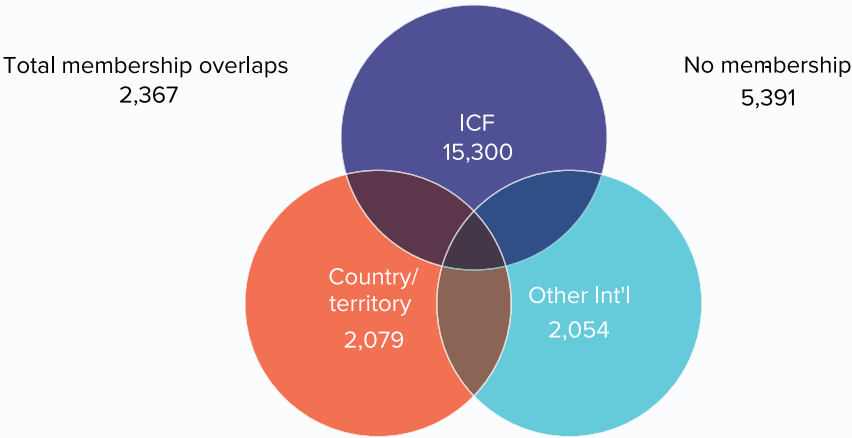 Total membership overlaps
2,367
No membership
5,391
ICF
15,300
Country/
territory
2,079
Other Int'l
2,054